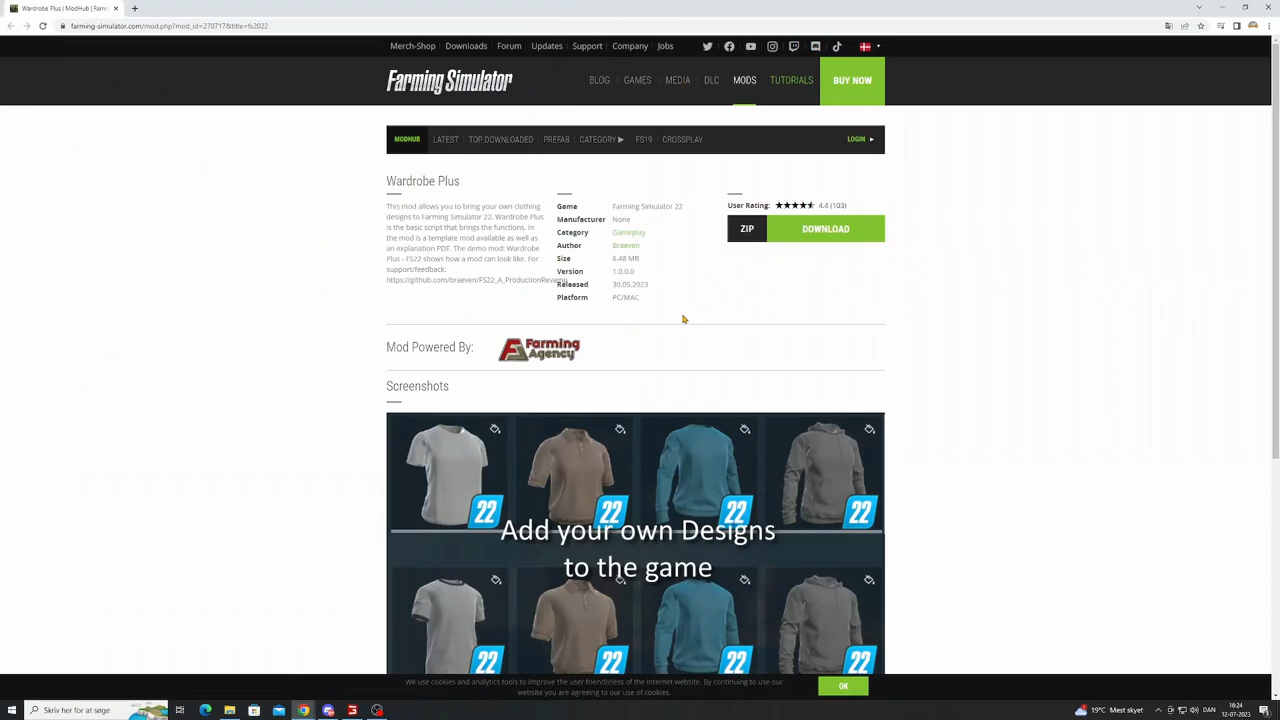 Wardrobe Plus | ModHub | Farm
farming-simulator.com/mod.php?mod_id=270717&title=fs2022
Merch-Shop Downloads Forum Updates Support Company Jobs
Farming Simulator BLOG GAMES MEDIA DLC MODS TUTORIALS BUY NOW
MODHUB LATEST TOP DOWNLOADED PREFAB CATEGORY ▶ FS19 CROSSPLAY LOGIN ▶
Wardrobe Plus
This mod allows you to bring your own clothing
designs to Farming Simulator 22. Wardrobe Plus
is the basic script that brings the functions. In
the mod is a template mod available as well as
an explanation PDF. The demo mod: Wardrobe
Plus - FS22 shows how a mod can look like. For
support/feedback:
https://github.com/braeven/FS22_A_ProductionRevamp
Game Farming Simulator 22
Manufacturer None
Category Gameplay
Author Braeven
Size 6.48 MB
Version 1.0.0.0
Released 30.05.2023
Platform PC/MAC
User Rating: 4.4 (103)
ZIP DOWNLOAD
Mod Powered By: Farming Agency
Screenshots
22 22 22 22
Add your own Designs
to the game
22 22 22 22
We use cookies and analytics tools to improve the user friendliness of the Internet website. By continuing to use our
website you are agreeing to our use of cookies.
OK
Skriv her for at søge
19°C Mest skyet
DAN
16:24
12-07-2023